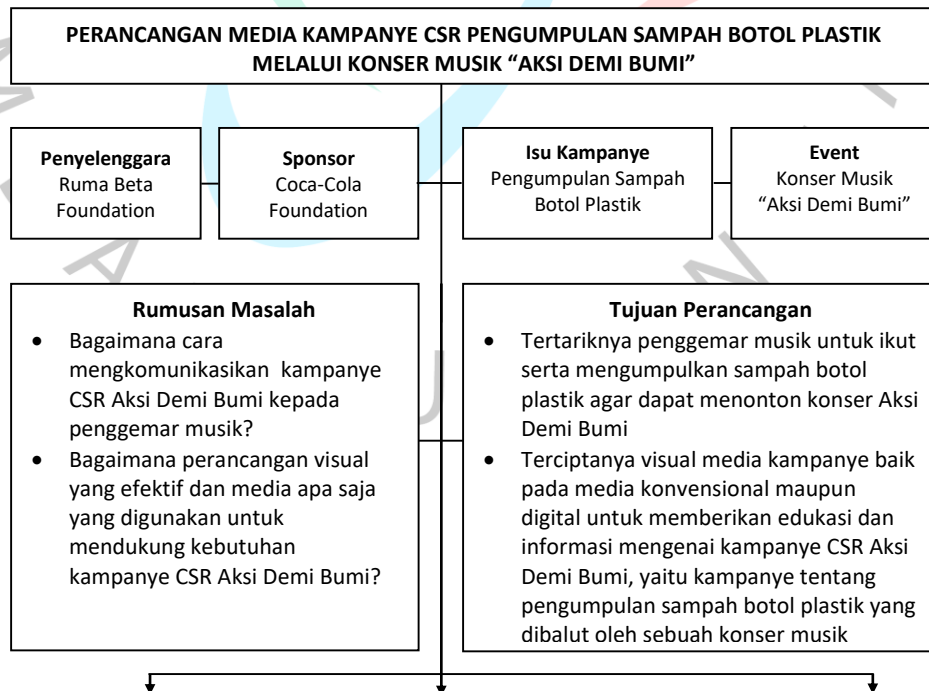 PERANCANGAN MEDIA KAMPANYE CSR PENGUMPULAN SAMPAH BOTOL PLASTIK
MELALUI KONSER MUSIK “AKSI DEMI BUMI”
Penyelenggara
Ruma Beta
Foundation
Sponsor
Coca-Cola
Foundation
Isu Kampanye
Pengumpulan Sampah
Botol Plastik
Event
Konser Musik
“Aksi Demi Bumi”
Rumusan Masalah
• Bagaimana cara
mengkomunikasikan kampanye
CSR Aksi Demi Bumi kepada
penggemar musik?
• Bagaimana perancangan visual
yang efektif dan media apa saja
yang digunakan untuk
mendukung kebutuhan
kampanye CSR Aksi Demi Bumi?
Tujuan Perancangan
• Tertariknya penggemar musik untuk ikut
serta mengumpulkan sampah botol
plastik agar dapat menonton konser Aksi
Demi Bumi
• Terciptanya visual media kampanye baik
pada media konvensional maupun
digital untuk memberikan edukasi dan
informasi mengenai kampanye CSR Aksi
Demi Bumi, yaitu kampanye tentang
pengumpulan sampah botol plastik yang
dibalut oleh sebuah konser musik